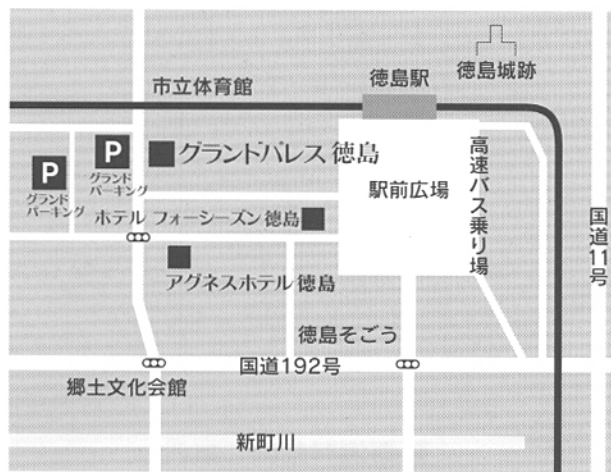 徳島城跡
徳島駅
市立体育館
P
グランドパレス徳島
P
グランド
パーキング
グランド
パーキング
駅前広場
高速バス乗り場
国道11号
ホテル フォーシーズン徳島
アグネスホテル徳島
徳島そごう
国道192号
郷土文化会館
新町川